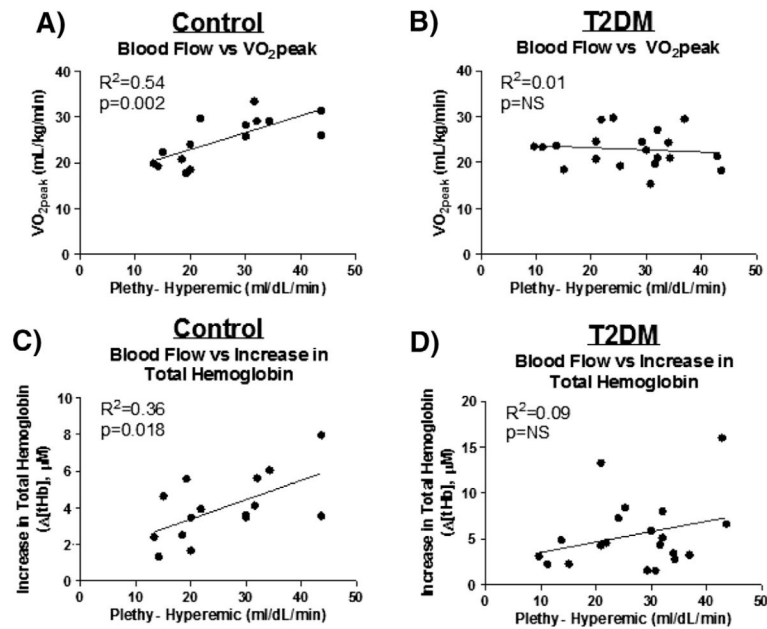 A)
Control
Blood Flow vs VO2peak
R2=0.54
p=0.002
VO2peak (mL/kg/min)
40
30
20
10
0
0 10 20 30 40 50
Plethy- Hyperemic (ml/dL/min)
B)
T2DM
Blood Flow vs VO2peak
R2=0.01
p=NS
VO2peak (mL/kg/min)
40
30
20
10
0
0 10 20 30 40 50
Plethy- Hyperemic (ml/dL/min)
C)
Control
Blood Flow vs Increase in
Total Hemoglobin
R2=0.36
p=0.018
Increase in Total Hemoglobin
(Δ[tHb], μM)
10
8
6
4
2
0
0 10 20 30 40 50
Plethy- Hyperemic (ml/dL/min)
D)
T2DM
Blood Flow vs Increase in
Total Hemoglobin
R2=0.09
p=NS
Increase in Total Hemoglobin
(Δ[tHb], μM)
20
15
10
5
0
0 10 20 30 40 50
Plethy- Hyperemic (ml/dL/min)